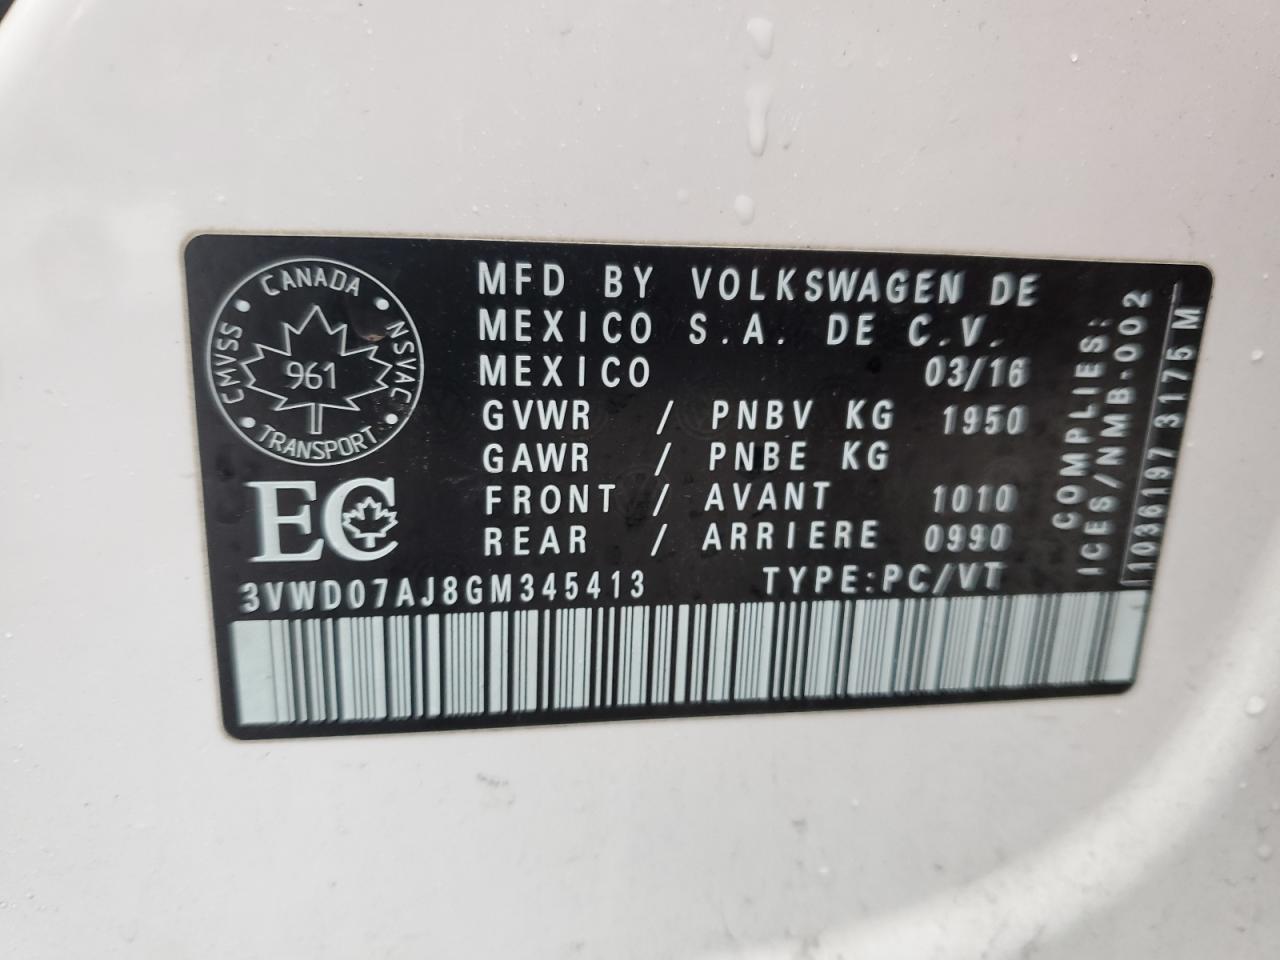 CANADA
CMVSS • NSVAC
961
TRANSPORT
EC
MFD BY VOLKSWAGEN DE
MEXICO S.A. DE C.V.
MEXICO 03/16
GVWR / PNBV KG 1950
GAWR / PNBE KG
FRONT / AVANT 1010
REAR / ARRIERE 0990
3VWD07AJ8GM345413 TYPE:PC/VT
COMPLIES:
ICES/NMB-002
1036197 3175 M